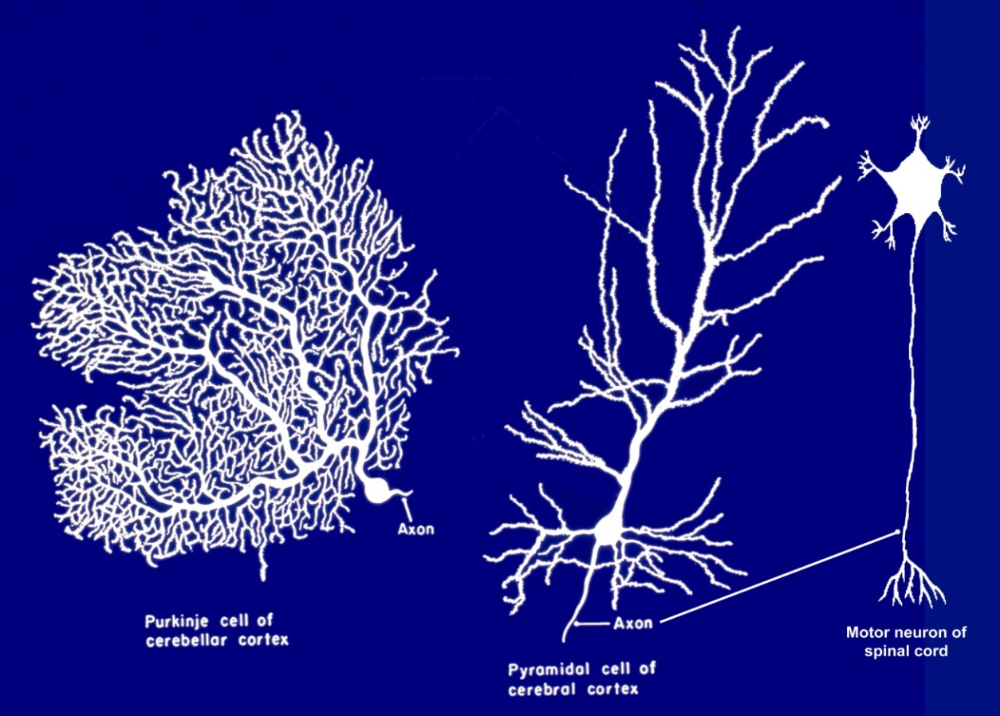 Axon
Purkinje cell of
cerebellar cortex
Axon
Pyramidal cell of
cerebral cortex
Motor neuron of
spinal cord